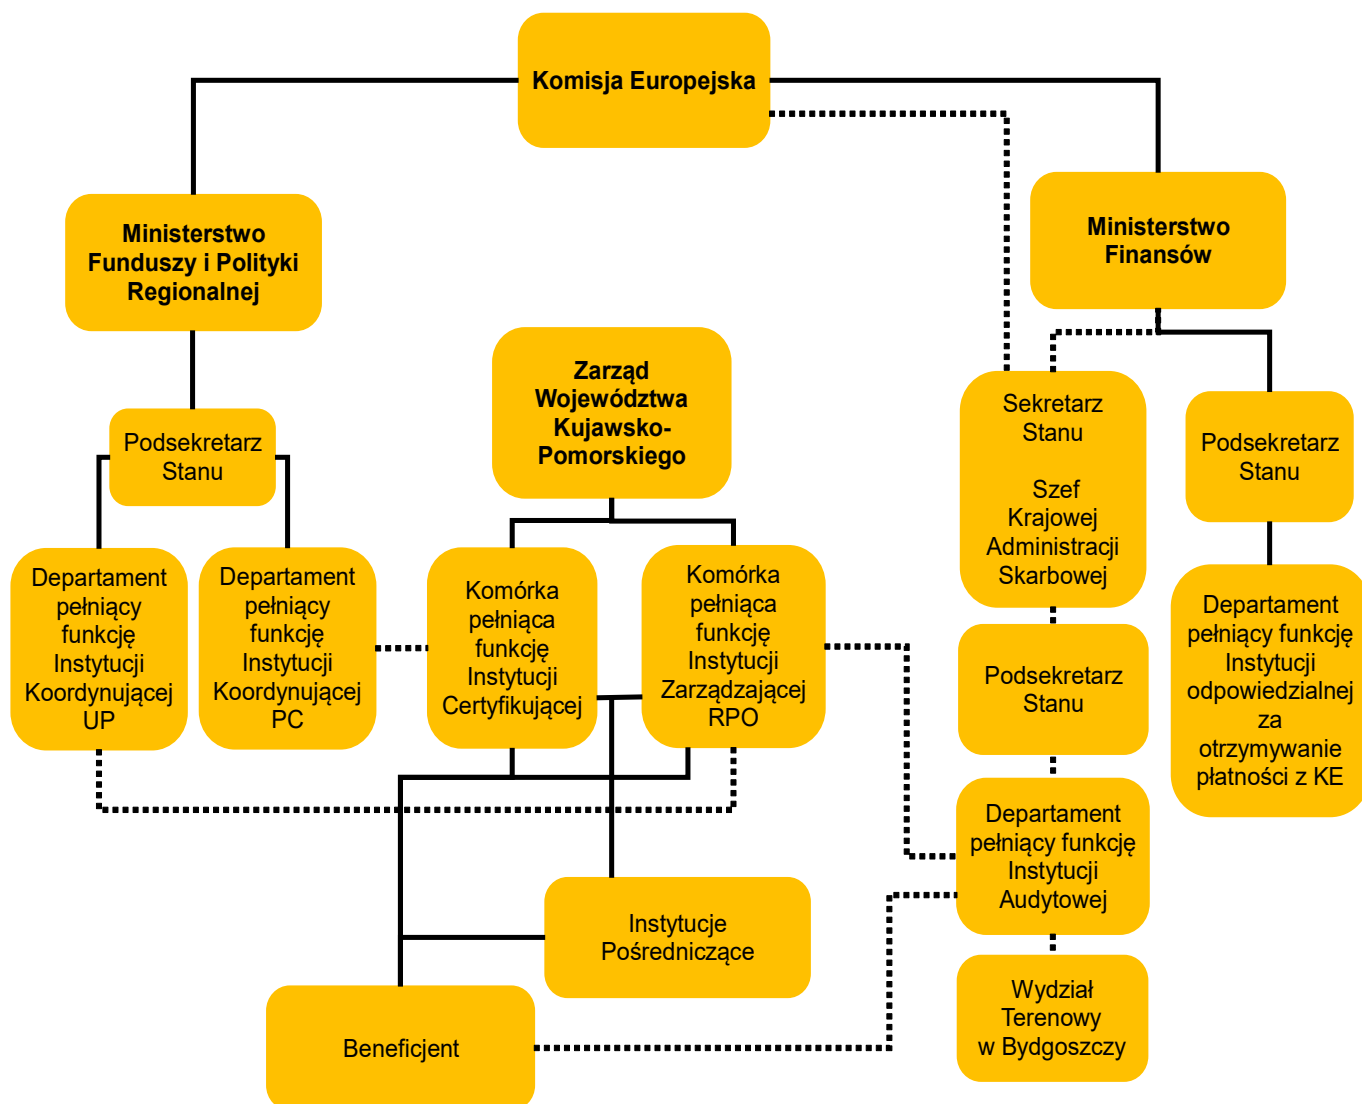 Komisja Europejska
Ministerstwo
Funduszy i Polityki
Regionalnej
Ministerstwo
Finansów
Zarząd
Województwa
Kujawsko-
Pomorskiego
Podsekretarz
Stanu
Sekretarz
Stanu
Szef
Krajowej
Administracji
Skarbowej
Podsekretarz
Stanu
Departament
pełniący
funkcję
Instytucji
Koordynującej
UP
Departament
pełniący
funkcję
Instytucji
Koordynującej
PC
Komórka
pełniąca
funkcję
Instytucji
Certyfikującej
Komórka
pełniąca
funkcję
Instytucji
Zarządzającej
RPO
Podsekretarz
Stanu
Departament
pełniący funkcję
Instytucji
odpowiedzialnej
za
otrzymywanie
płatności z KE
Departament
pełniący funkcję
Instytucji
Audytowej
Instytucje
Pośredniczące
Wydział
Terenowy
w Bydgoszczy
Beneficjent